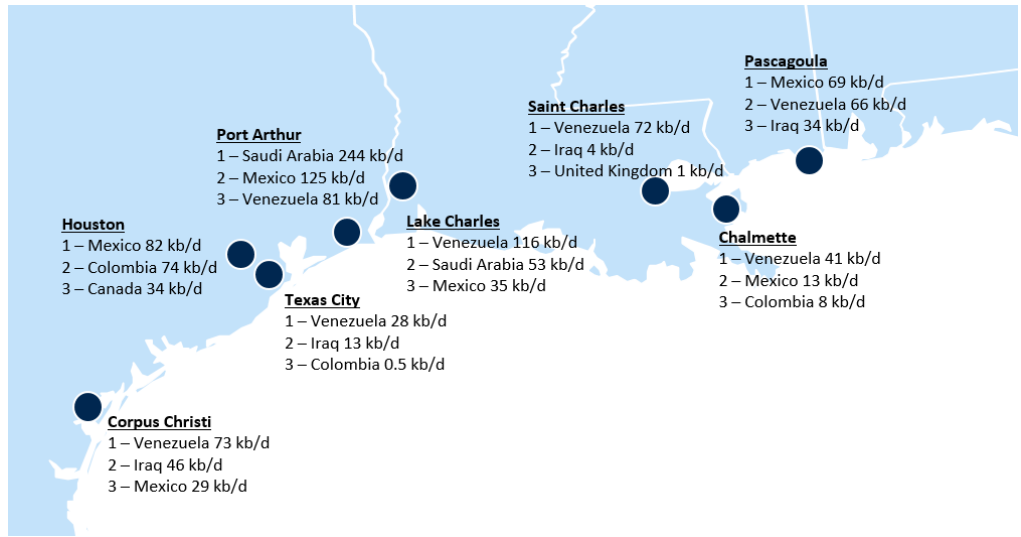 Pascagoula
1 – Mexico 69 kb/d
2 – Venezuela 66 kb/d
3 – Iraq 34 kb/d
Saint Charles
1 – Venezuela 72 kb/d
2 – Iraq 4 kb/d
3 – United Kingdom 1 kb/d
Port Arthur
1 – Saudi Arabia 244 kb/d
2 – Mexico 125 kb/d
3 – Venezuela 81 kb/d
Houston
1 – Mexico 82 kb/d
2 – Colombia 74 kb/d
3 – Canada 34 kb/d
Lake Charles
1 – Venezuela 116 kb/d
2 – Saudi Arabia 53 kb/d
3 – Mexico 35 kb/d
Chalmette
1 – Venezuela 41 kb/d
2 – Mexico 13 kb/d
3 – Colombia 8 kb/d
Texas City
1 – Venezuela 28 kb/d
2 – Iraq 13 kb/d
3 – Colombia 0.5 kb/d
Corpus Christi
1 – Venezuela 73 kb/d
2 – Iraq 46 kb/d
3 – Mexico 29 kb/d